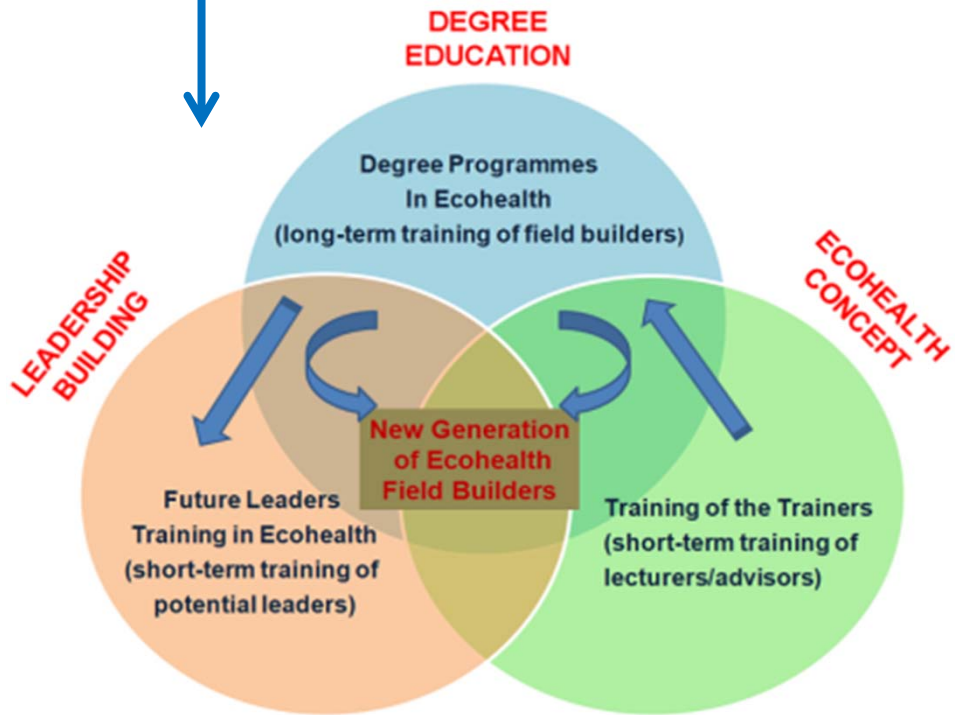 DEGREE
EDUCATION
Degree Programmes
In Ecohealth
(long-term training of field builders)
LEADERSHIP
BUILDING
ECOHEALTH
CONCEPT
New Generation
of Ecohealth
Field Builders
Future Leaders
Training in Ecohealth
(short-term training of
potential leaders)
Training of the Trainers
(short-term training of
lecturers/advisors)